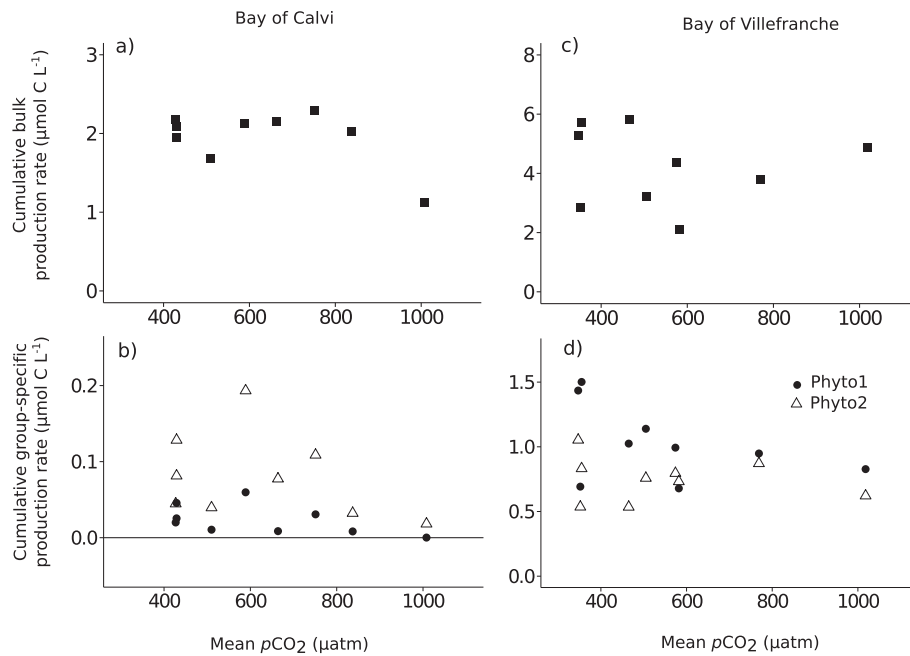 Bay of Calvi
Bay of Villefranche
a)
c)
Cumulative bulk
production rate (µmol C L⁻¹)
3
2
1
0
400 600 800 1000
8
6
4
2
0
400 600 800 1000
b)
d)
Cumulative group-specific
production rate (µmol C L⁻¹)
0.2
0.1
0.0
400 600 800 1000
Mean pCO₂ (µatm)
1.5
1.0
0.5
0.0
Phyto1
Phyto2
400 600 800 1000
Mean pCO₂ (µatm)